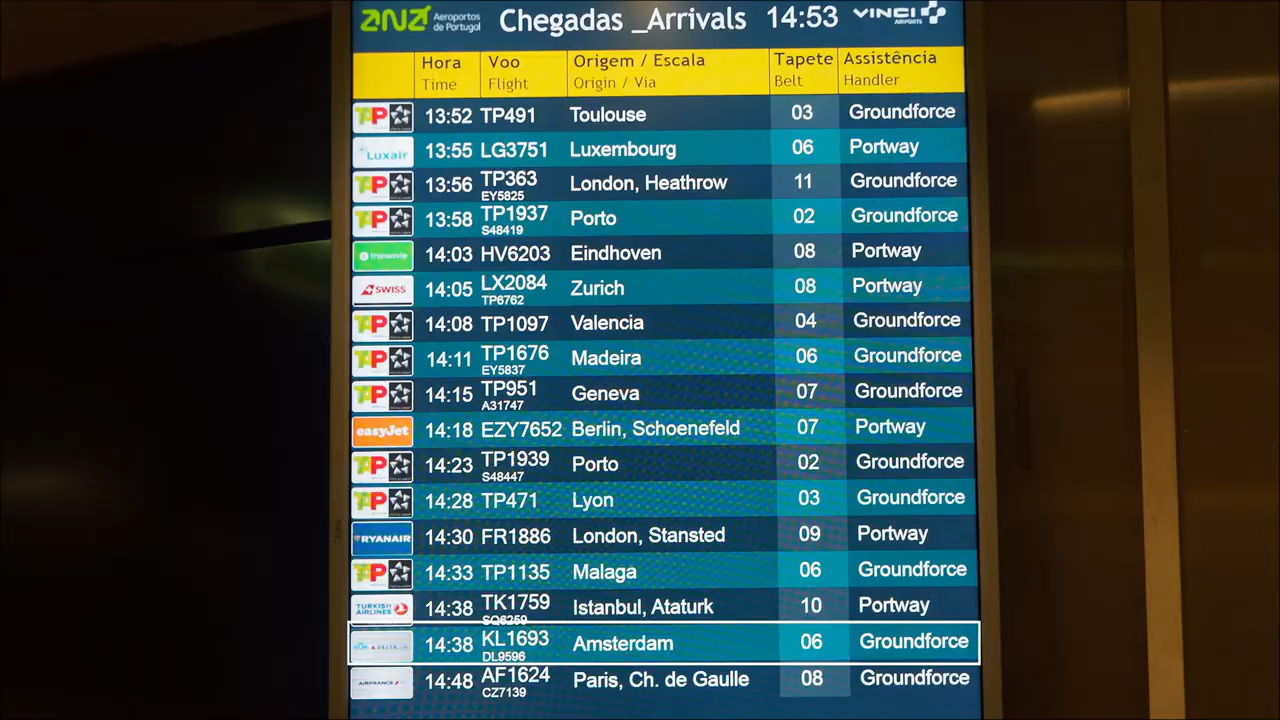 ANA Aeroportos de Portugal Chegadas _Arrivals 14:53 VINCI AIRPORTS
Hora Voo Origem / Escala Tapete Assistência
Time Flight Origin / Via Belt Handler
TAP 13:52 TP491 Toulouse 03 Groundforce
Luxair 13:55 LG3751 Luxembourg 06 Portway
TAP 13:56 TP363 London, Heathrow 11 Groundforce
EY5825
TAP 13:58 TP1937 Porto 02 Groundforce
S48419
transavia 14:03 HV6203 Eindhoven 08 Portway
SWISS 14:05 LX2084 Zurich 08 Portway
TP6762
TAP 14:08 TP1097 Valencia 04 Groundforce
TAP 14:11 TP1676 Madeira 06 Groundforce
EY5837
TAP 14:15 TP951 Geneva 07 Groundforce
A31747
easyJet 14:18 EZY7652 Berlin, Schoenefeld 07 Portway
TAP 14:23 TP1939 Porto 02 Groundforce
S48447
TAP 14:28 TP471 Lyon 03 Groundforce
RYANAIR 14:30 FR1886 London, Stansted 09 Portway
TAP 14:33 TP1135 Malaga 06 Groundforce
TURKISH AIRLINES 14:38 TK1759 Istanbul, Ataturk 10 Portway
SQ6259
KLM DELTA 14:38 KL1693 Amsterdam 06 Groundforce
DL9596
AIRFRANCE 14:48 AF1624 Paris, Ch. de Gaulle 08 Groundforce
CZ7139